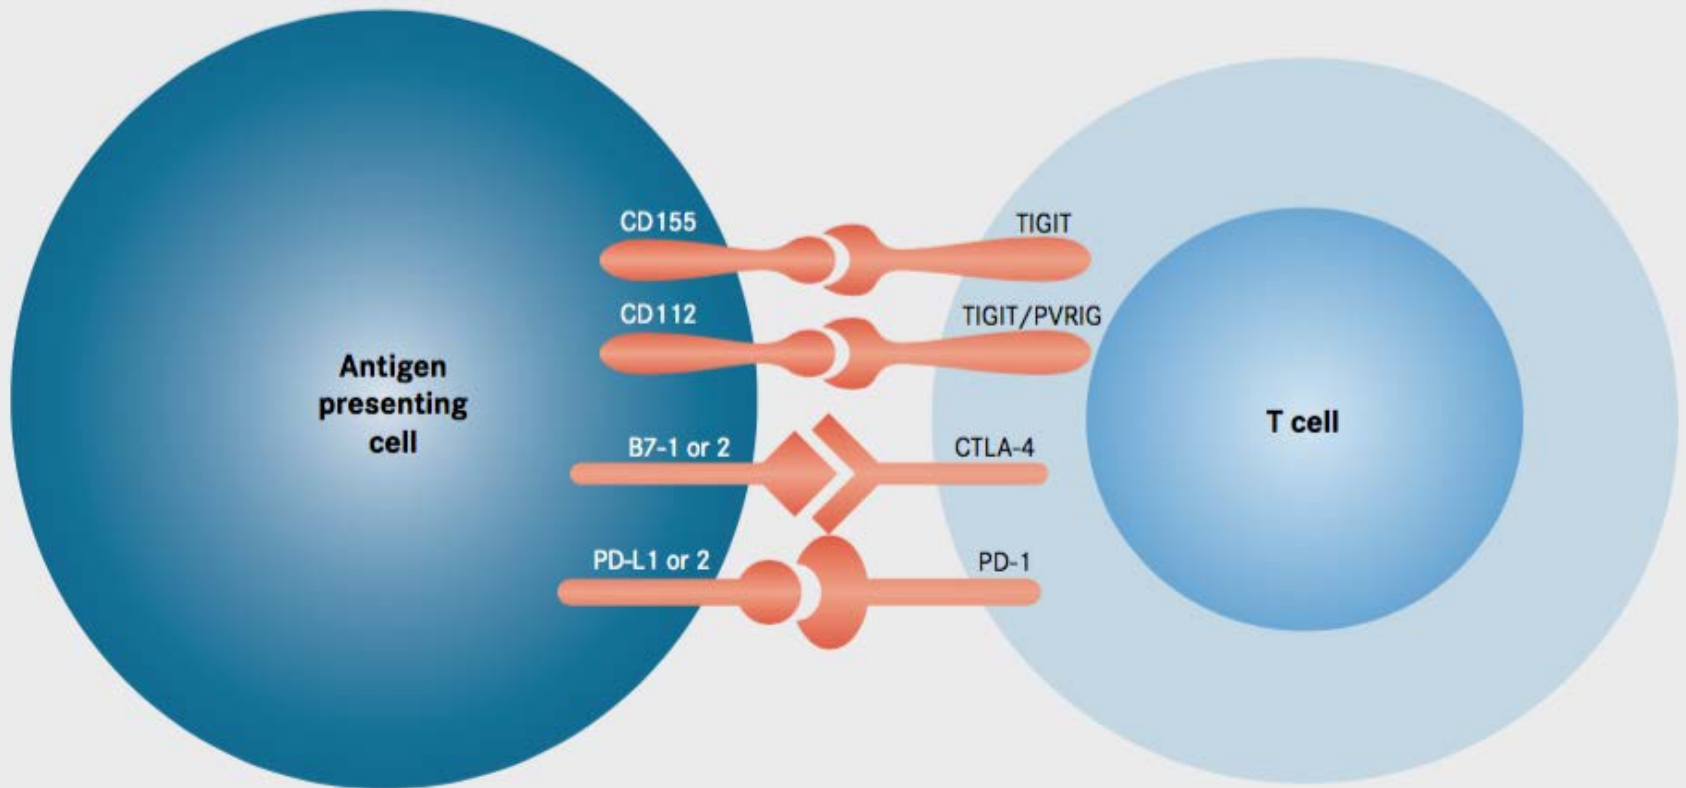 CD155
TIGIT
CD112
TIGIT/PVRIG
Antigen
presenting
cell
T cell
B7-1 or 2
CTLA-4
PD-L1 or 2
PD-1